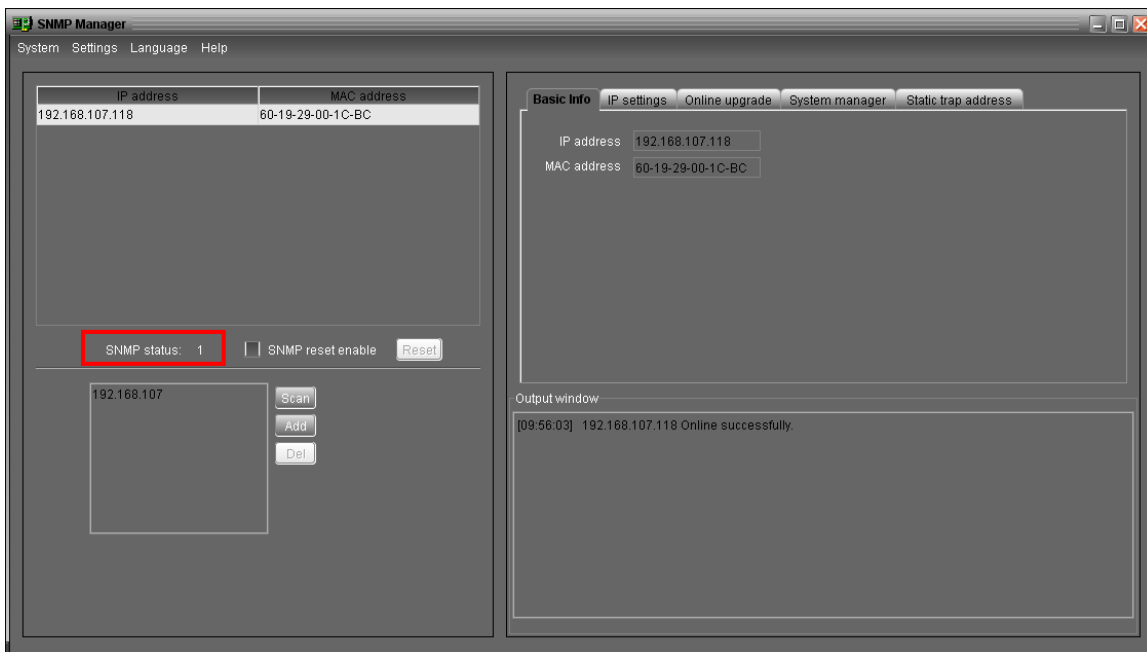 SNMP Manager
System Settings Language Help
IP address MAC address
192.168.107.118 60-19-29-00-1C-BC
SNMP status: 1 SNMP reset enable Reset
192.168.107
Scan
Add
Del
Basic Info IP settings Online upgrade System manager Static trap address
IP address 192.168.107.118
MAC address 60-19-29-00-1C-BC
Output window
[09:56:03] 192.168.107.118 Online successfully.